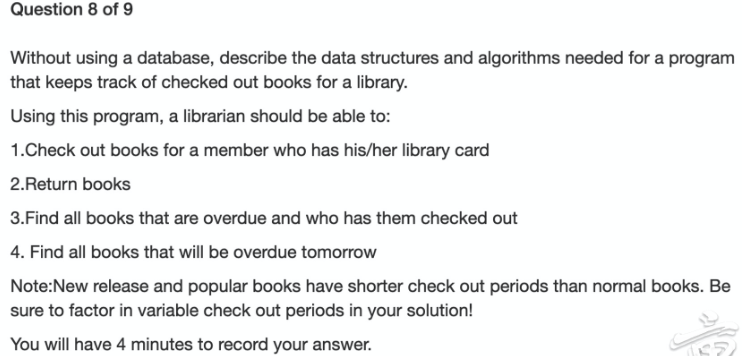 Question 8 of 9
Without using a database, describe the data structures and algorithms needed for a program
that keeps track of checked out books for a library.
Using this program, a librarian should be able to:
1.Check out books for a member who has his/her library card
2.Return books
3.Find all books that are overdue and who has them checked out
4. Find all books that will be overdue tomorrow
Note:New release and popular books have shorter check out periods than normal books. Be
sure to factor in variable check out periods in your solution!
You will have 4 minutes to record your answer.